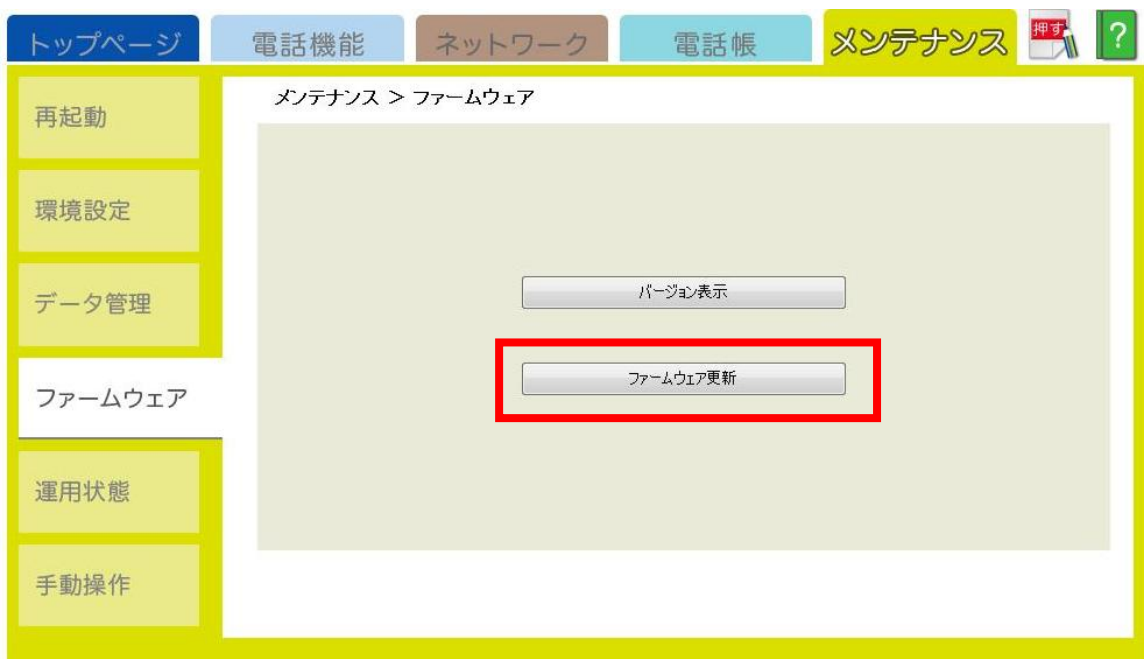 トップページ
電話機能
ネットワーク
電話帳
メンテナンス
押す
?
再起動
環境設定
データ管理
ファームウェア
運用状態
手動操作
メンテナンス > ファームウェア
バージョン表示
ファームウェア更新